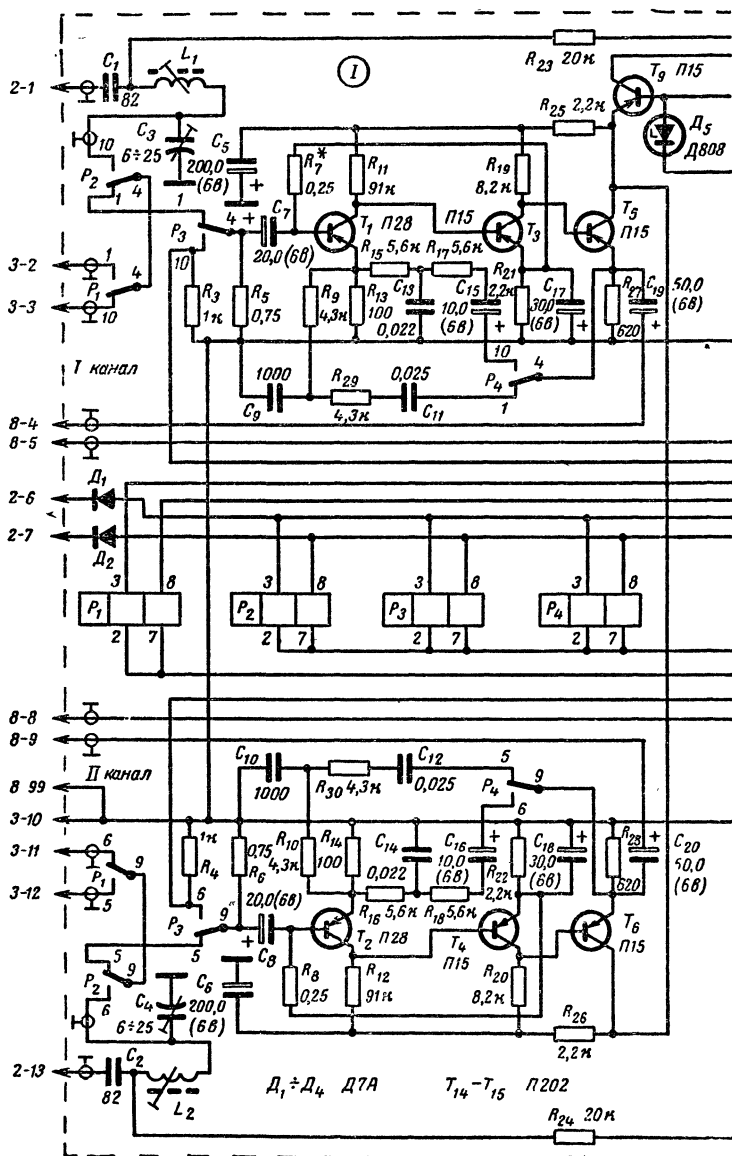 C1
L1
I
R23 20к
T9 П15
2-1
82
R25 2,2к
Д5
Д808
10
C3
6÷25
C5
200,0
(6в)
+
R7*
0,25
R11
91к
R19
8,2к
P2
4
1
1
4
+
C7
T1 П28
П15
T3
T5
П15
P3
10
20,0(6в)
R15 5,6к
R17 5,6к
3-2
1
4
P1
3-3
10
R3
1к
R5
0,75
R9
4,3к
R13
100
C13
0,022
C15
10,0
(6в)
+
R21
2,2к
C17
30,0
(6в)
+
R27
620
C19
50,0
(6в)
+
I канал
1000
C9
R29
4,3к
0,025
C11
10
4
P4
1
8-4
8-5
2-6
Д1
2-7
Д2
3 8
3 8
3 8
3 8
P1
P2
P3
P4
2 7
2 7
2 7
2 7
8-8
8-9
II канал
8 99
3-10
C10
1000
R30 4,3к
C12
0,025
5
P4
9
6
3-11
6
P1
9
3-12
5
1к
R4
0,75
R6
R10
4,3к
R14
100
C14
0,022
C16
10,0
(6в)
+
R22
2,2к
C18
30,0
(6в)
+
R28
620
+
C20
50,0
(6в)
6
P3
9
5
20,0(6в)
+
C8
R16 5,6к
R18 5,6к
T2 П28
T4
П15
T6
П15
5
P2
9
6
C4
6÷25
C6
200,0
(6в)
R8
0,25
R12
91к
R20
8,2к
R26
2,2к
2-13
C2
82
L2
Д1÷Д4 Д7А
T14-T15 П202
R24 20к